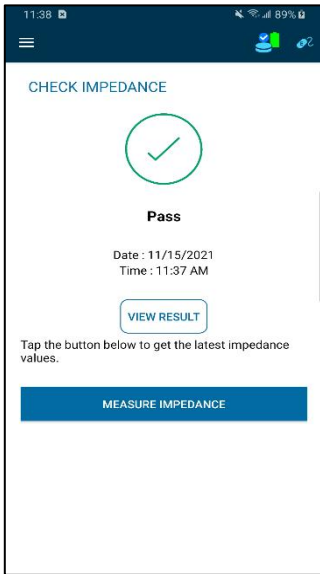 11:38 89%
CHECK IMPEDANCE
Pass
Date : 11/15/2021
Time : 11:37 AM
VIEW RESULT
Tap the button below to get the latest impedance
values.
MEASURE IMPEDANCE